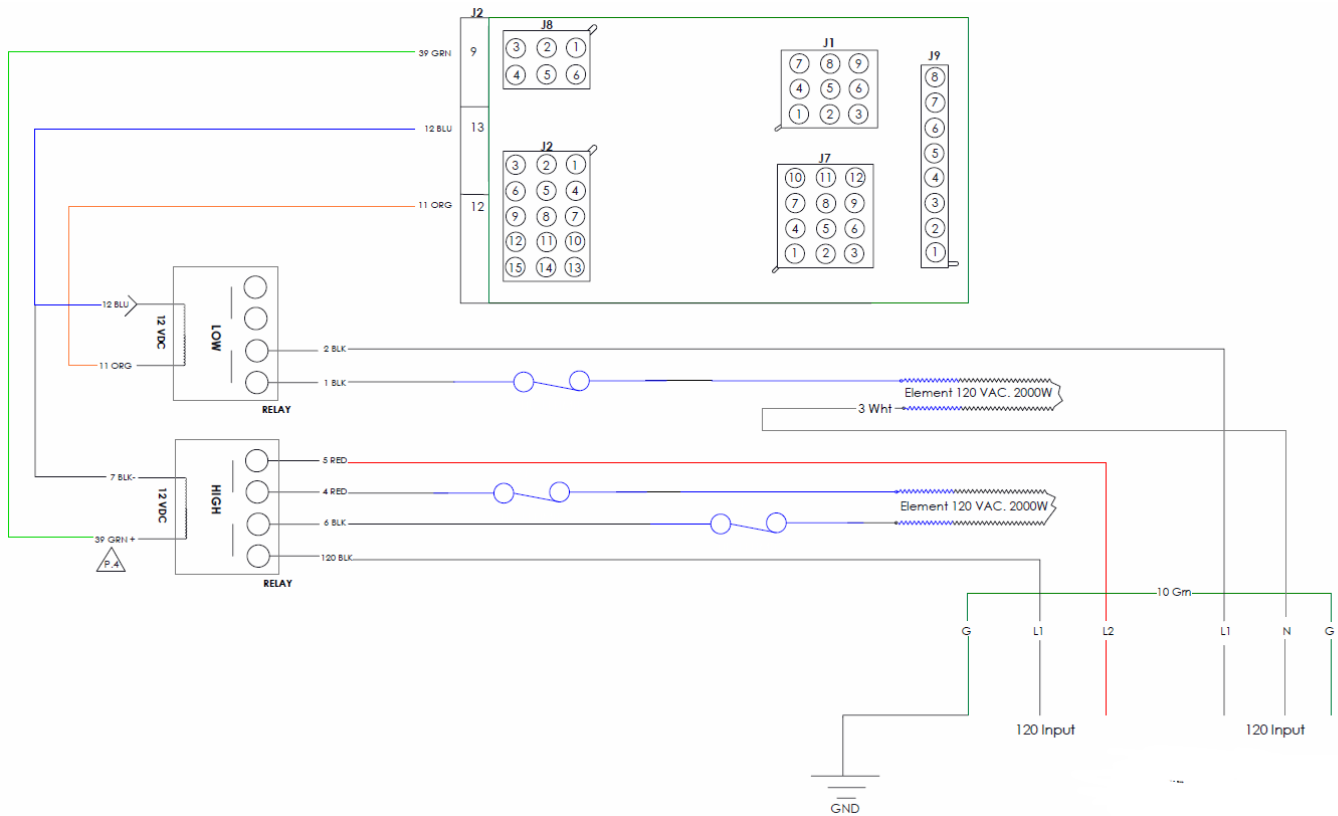 J2
39 GRN 9
12 BLU 13
11 ORG 12
J8
3 2 1
4 5 6
J2
3 2 1
6 5 4
9 8 7
12 11 10
15 14 13
J1
7 8 9
4 5 6
1 2 3
J7
10 11 12
7 8 9
4 5 6
1 2 3
J9
8
7
6
5
4
3
2
1
12 BLU
12 VDC
LOW
11 ORG
RELAY
2 BLK
1 BLK
Element 120 VAC. 2000W
3 Wht
7 BLK-
12 VDC
HIGH
39 GRN +
P.4
RELAY
5 RED
4 RED
6 BLK
120 BLK
Element 120 VAC. 2000W
10 Grn
G L1 L2 L1 N G
120 Input 120 Input
GND